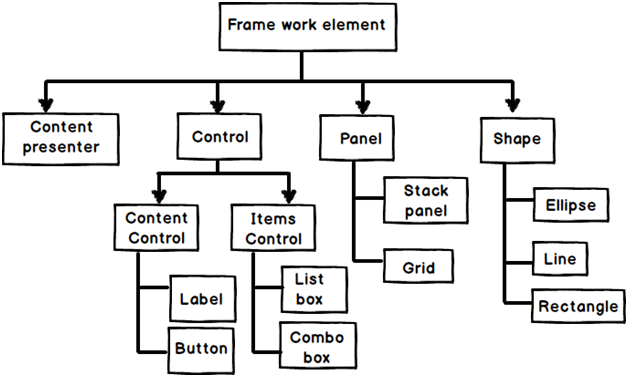 Frame work element
Content
presenter
Control
Panel
Shape
Content
Control
Items
Control
Stack
panel
Ellipse
Grid
Line
Label
List
box
Rectangle
Button
Combo
box